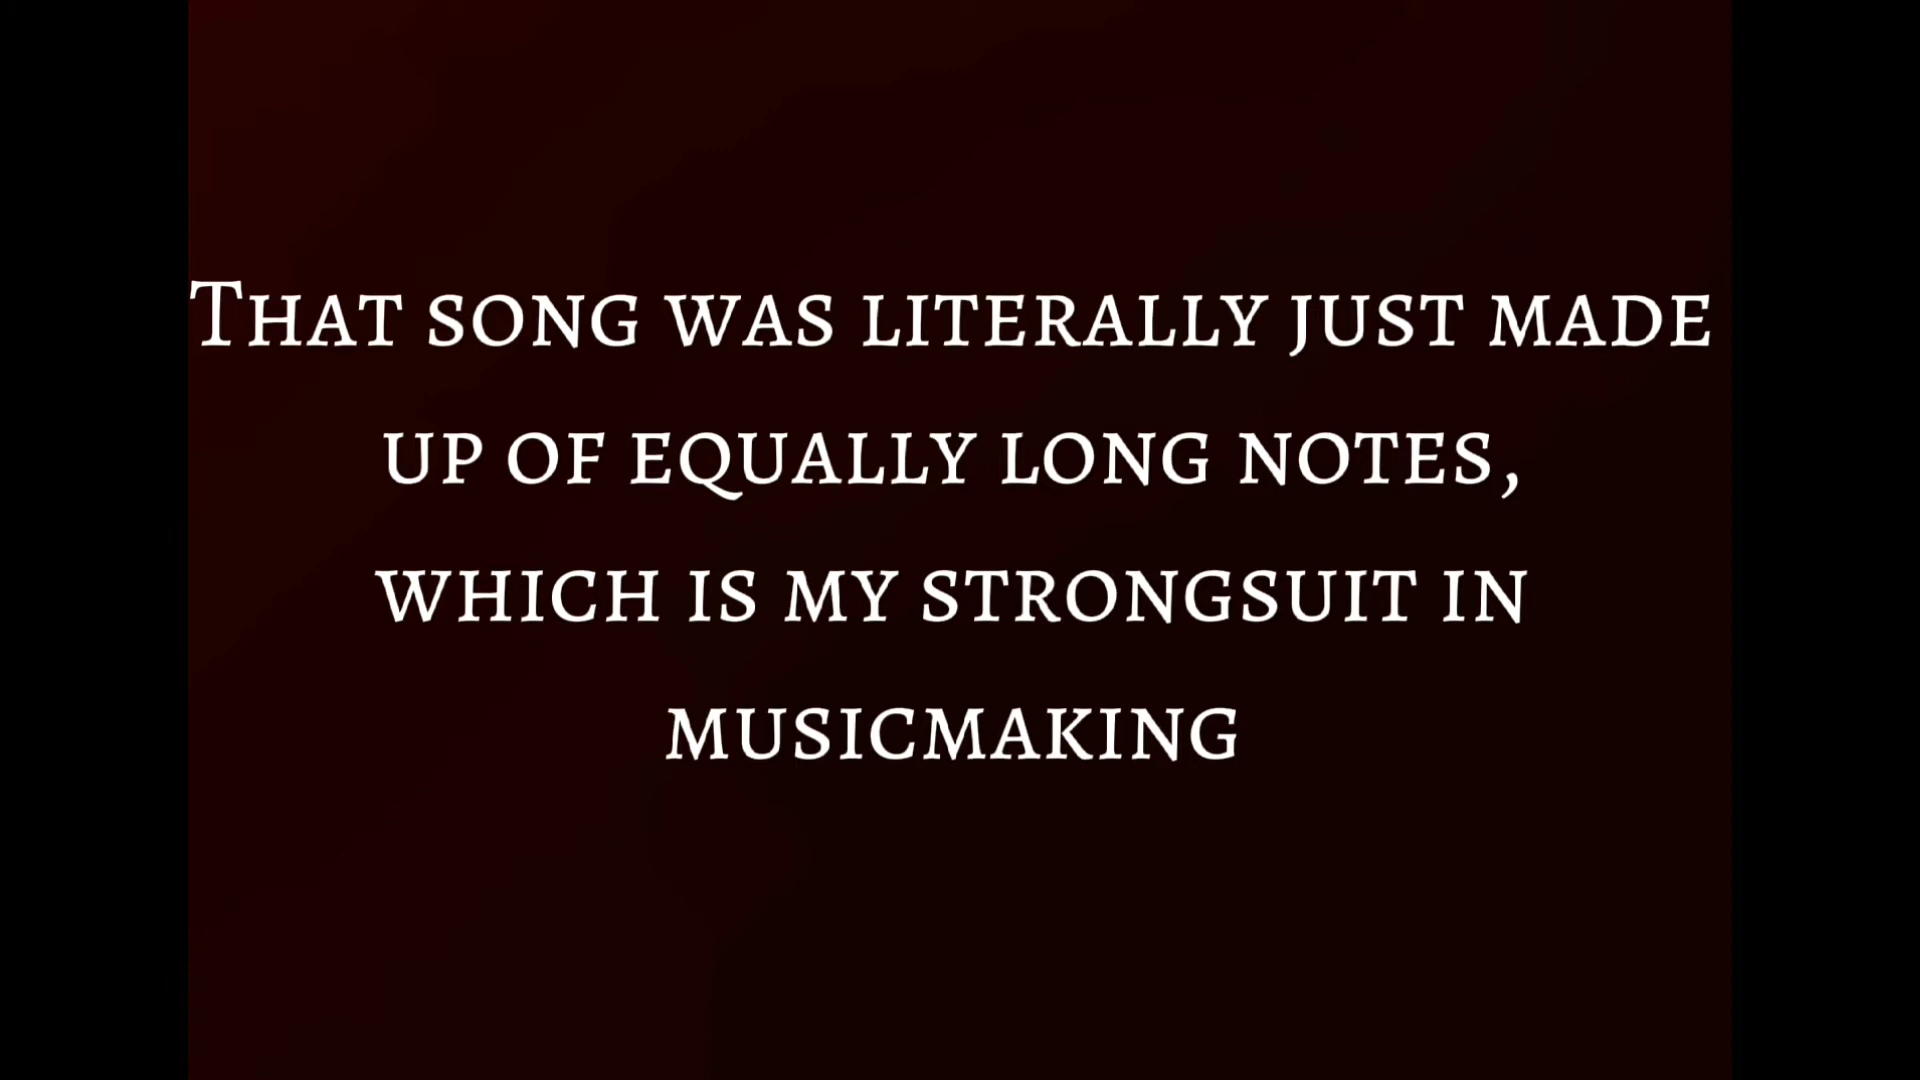 That song was literally just made
up of equally long notes,
which is my strongsuit in
musicmaking